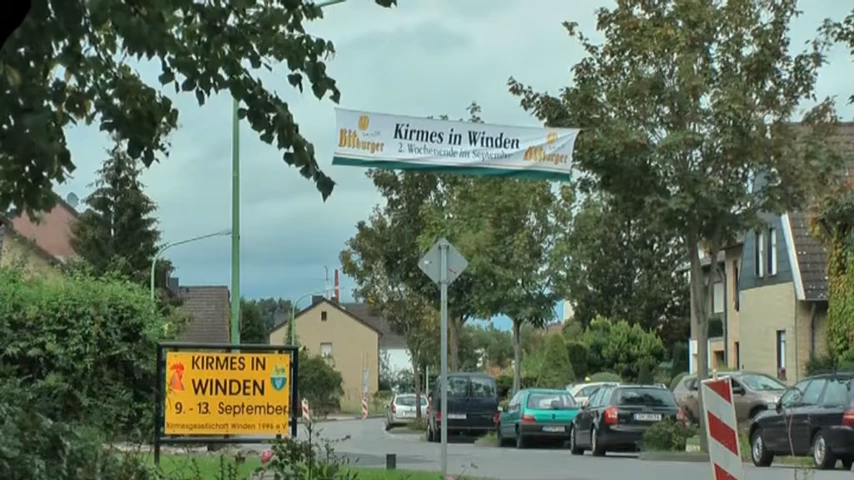 Bitburger
Kirmes in Winden
2. Wochenende im September
Bitburger
KIRMES IN
WINDEN
9. - 13. September
Kirmesgesellschaft Winden 1996 e.V.